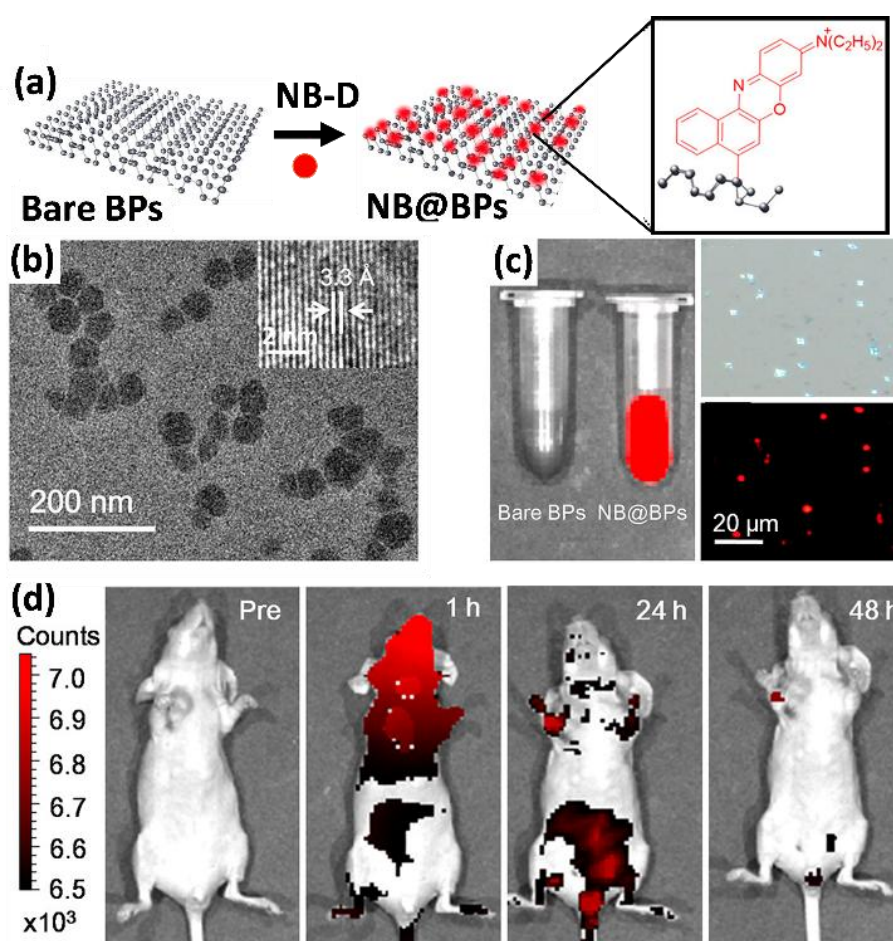 (a)
NB-D
Bare BPs
NB@BPs
N(C₂H₅)₂
+
N
O
(b)
3.3 Å
2 nm
200 nm
(c)
Bare BPs
NB@BPs
20 µm
(d)
Counts
7.0
6.9
6.8
6.7
6.6
6.5
x10³
Pre
1 h
24 h
48 h